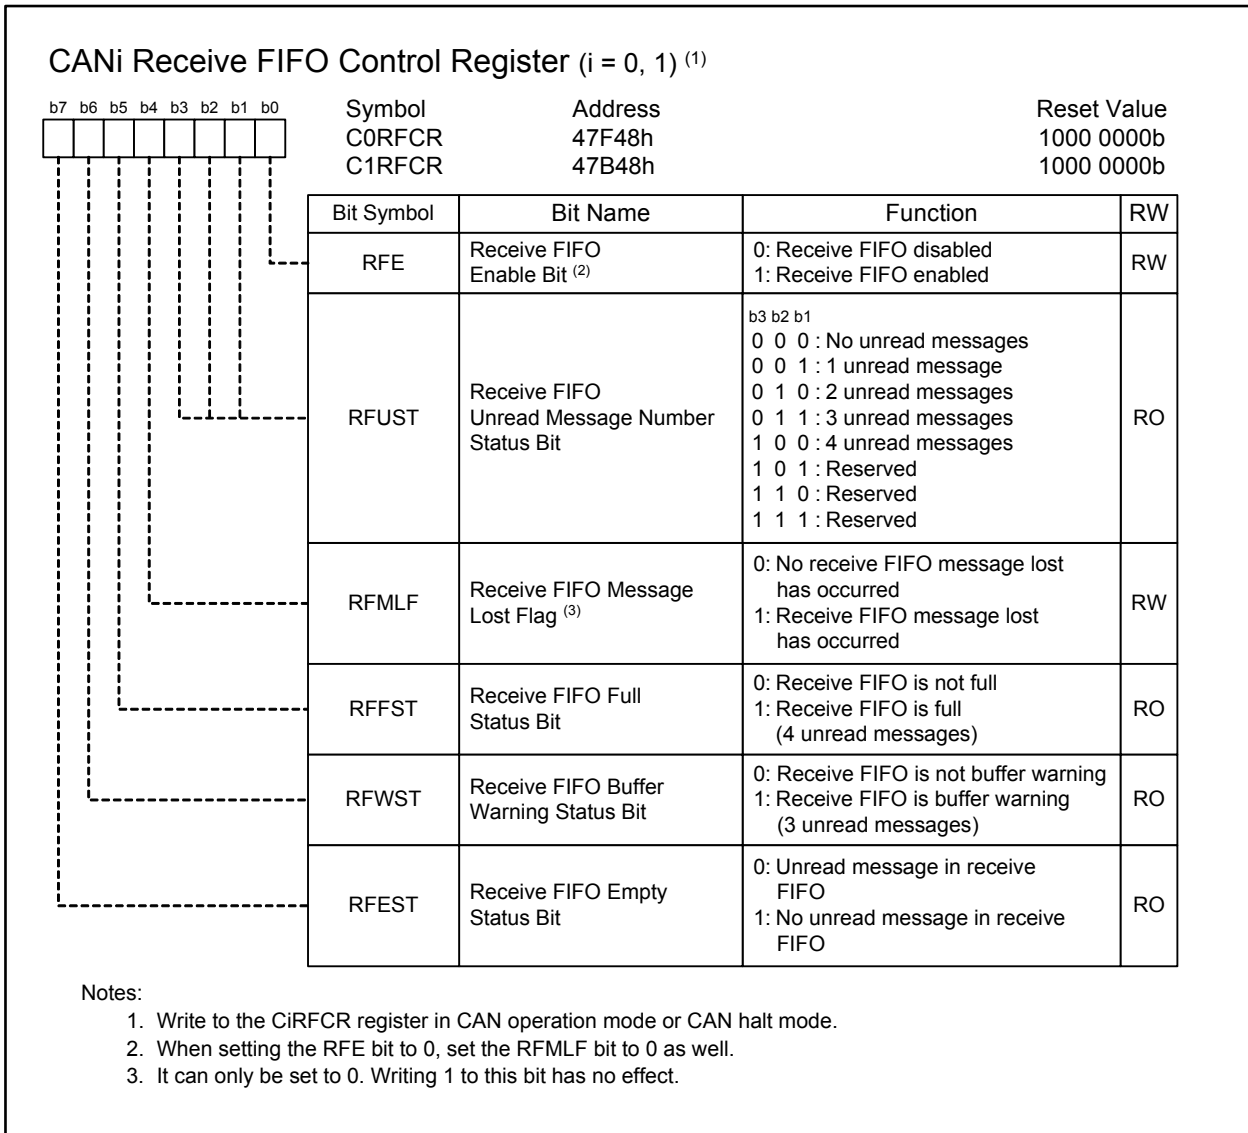 CANi Receive FIFO Control Register (i = 0, 1) (1)
b7 b6 b5 b4 b3 b2 b1 b0
Symbol Address Reset Value
C0RFCR 47F48h 1000 0000b
C1RFCR 47B48h 1000 0000b
Bit Symbol Bit Name Function RW
RFE
Receive FIFO
Enable Bit (2)
0: Receive FIFO disabled
1: Receive FIFO enabled
RW
RFUST
Receive FIFO
Unread Message Number
Status Bit
b3 b2 b1
0 0 0 : No unread messages
0 0 1 : 1 unread message
0 1 0 : 2 unread messages
0 1 1 : 3 unread messages
1 0 0 : 4 unread messages
1 0 1 : Reserved
1 1 0 : Reserved
1 1 1 : Reserved
RO
RFMLF
Receive FIFO Message
Lost Flag (3)
0: No receive FIFO message lost
has occurred
1: Receive FIFO message lost
has occurred
RW
RFFST
Receive FIFO Full
Status Bit
0: Receive FIFO is not full
1: Receive FIFO is full
(4 unread messages)
RO
RFWST
Receive FIFO Buffer
Warning Status Bit
0: Receive FIFO is not buffer warning
1: Receive FIFO is buffer warning
(3 unread messages)
RO
RFEST
Receive FIFO Empty
Status Bit
0: Unread message in receive
FIFO
1: No unread message in receive
FIFO
RO
Notes:
1. Write to the CiRFCR register in CAN operation mode or CAN halt mode.
2. When setting the RFE bit to 0, set the RFMLF bit to 0 as well.
3. It can only be set to 0. Writing 1 to this bit has no effect.